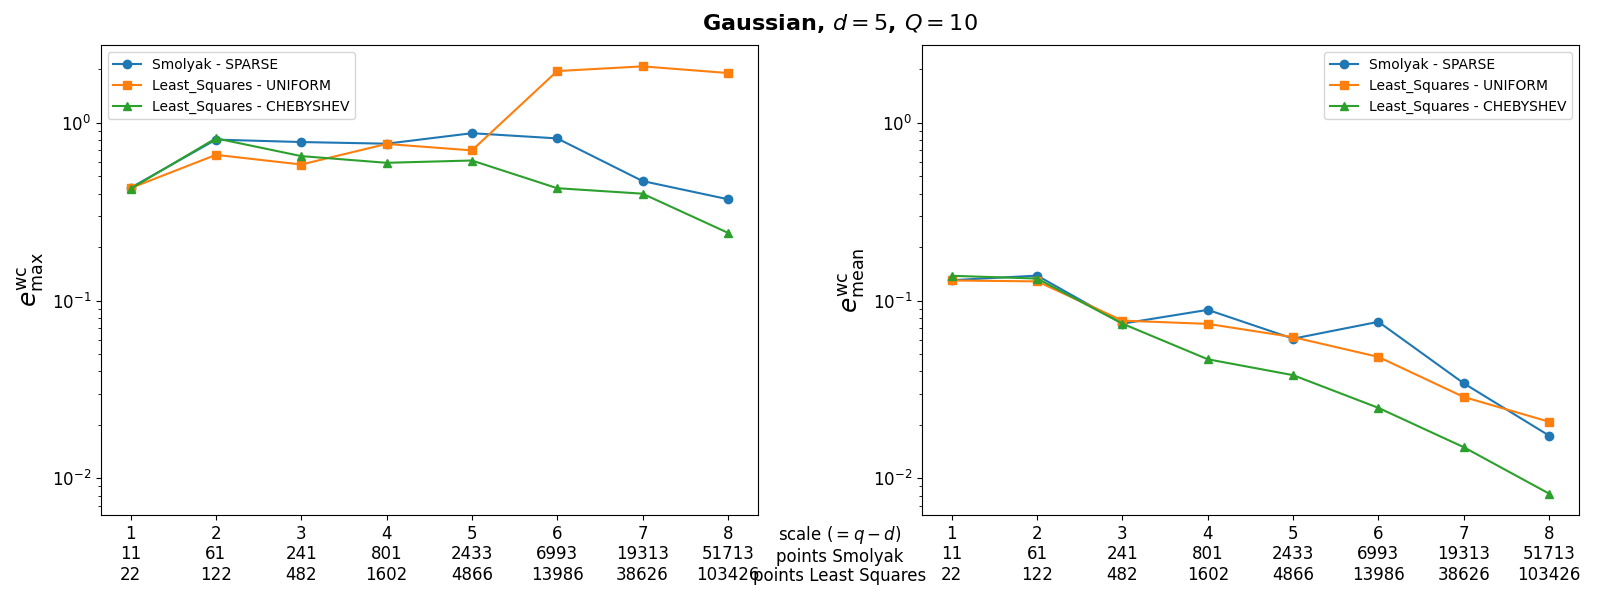 Gaussian, d = 5, Q = 10
Smolyak - SPARSE
Least_Squares - UNIFORM
Least_Squares - CHEBYSHEV
10^0
10^-1
10^-2
e^wc_max
1 2 3 4 5 6 7 8
11 61 241 801 2433 6993 19313 51713
22 122 482 1602 4866 13986 38626 103426
scale (= q − d)
points Smolyak
points Least Squares
Smolyak - SPARSE
Least_Squares - UNIFORM
Least_Squares - CHEBYSHEV
10^0
10^-1
10^-2
e^wc_mean
1 2 3 4 5 6 7 8
11 61 241 801 2433 6993 19313 51713
22 122 482 1602 4866 13986 38626 103426